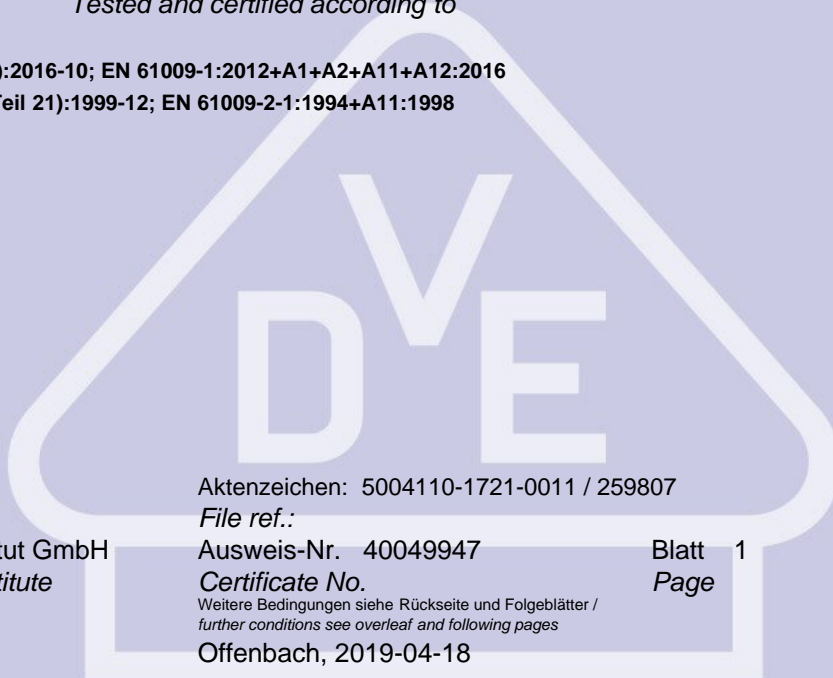 Tested and certified according to
):2016-10; EN 61009-1:2012+A1+A2+A11+A12:2016
Teil 21):1999-12; EN 61009-2-1:1994+A11:1998
V
DE
Aktenzeichen: 5004110-1721-0011 / 259807
File ref.:
tut GmbH Ausweis-Nr. 40049947 Blatt 1
titute Certificate No. Page
Weitere Bedingungen siehe Rückseite und Folgeblätter /
further conditions see overleaf and following pages
Offenbach, 2019-04-18